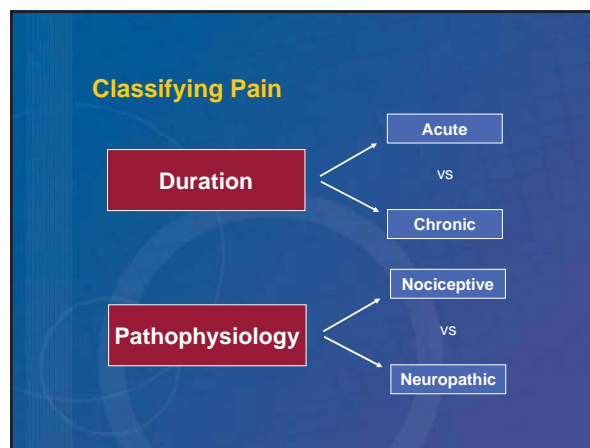 Classifying Pain
Acute
Duration
vs
Chronic
Nociceptive
Pathophysiology
vs
Neuropathic